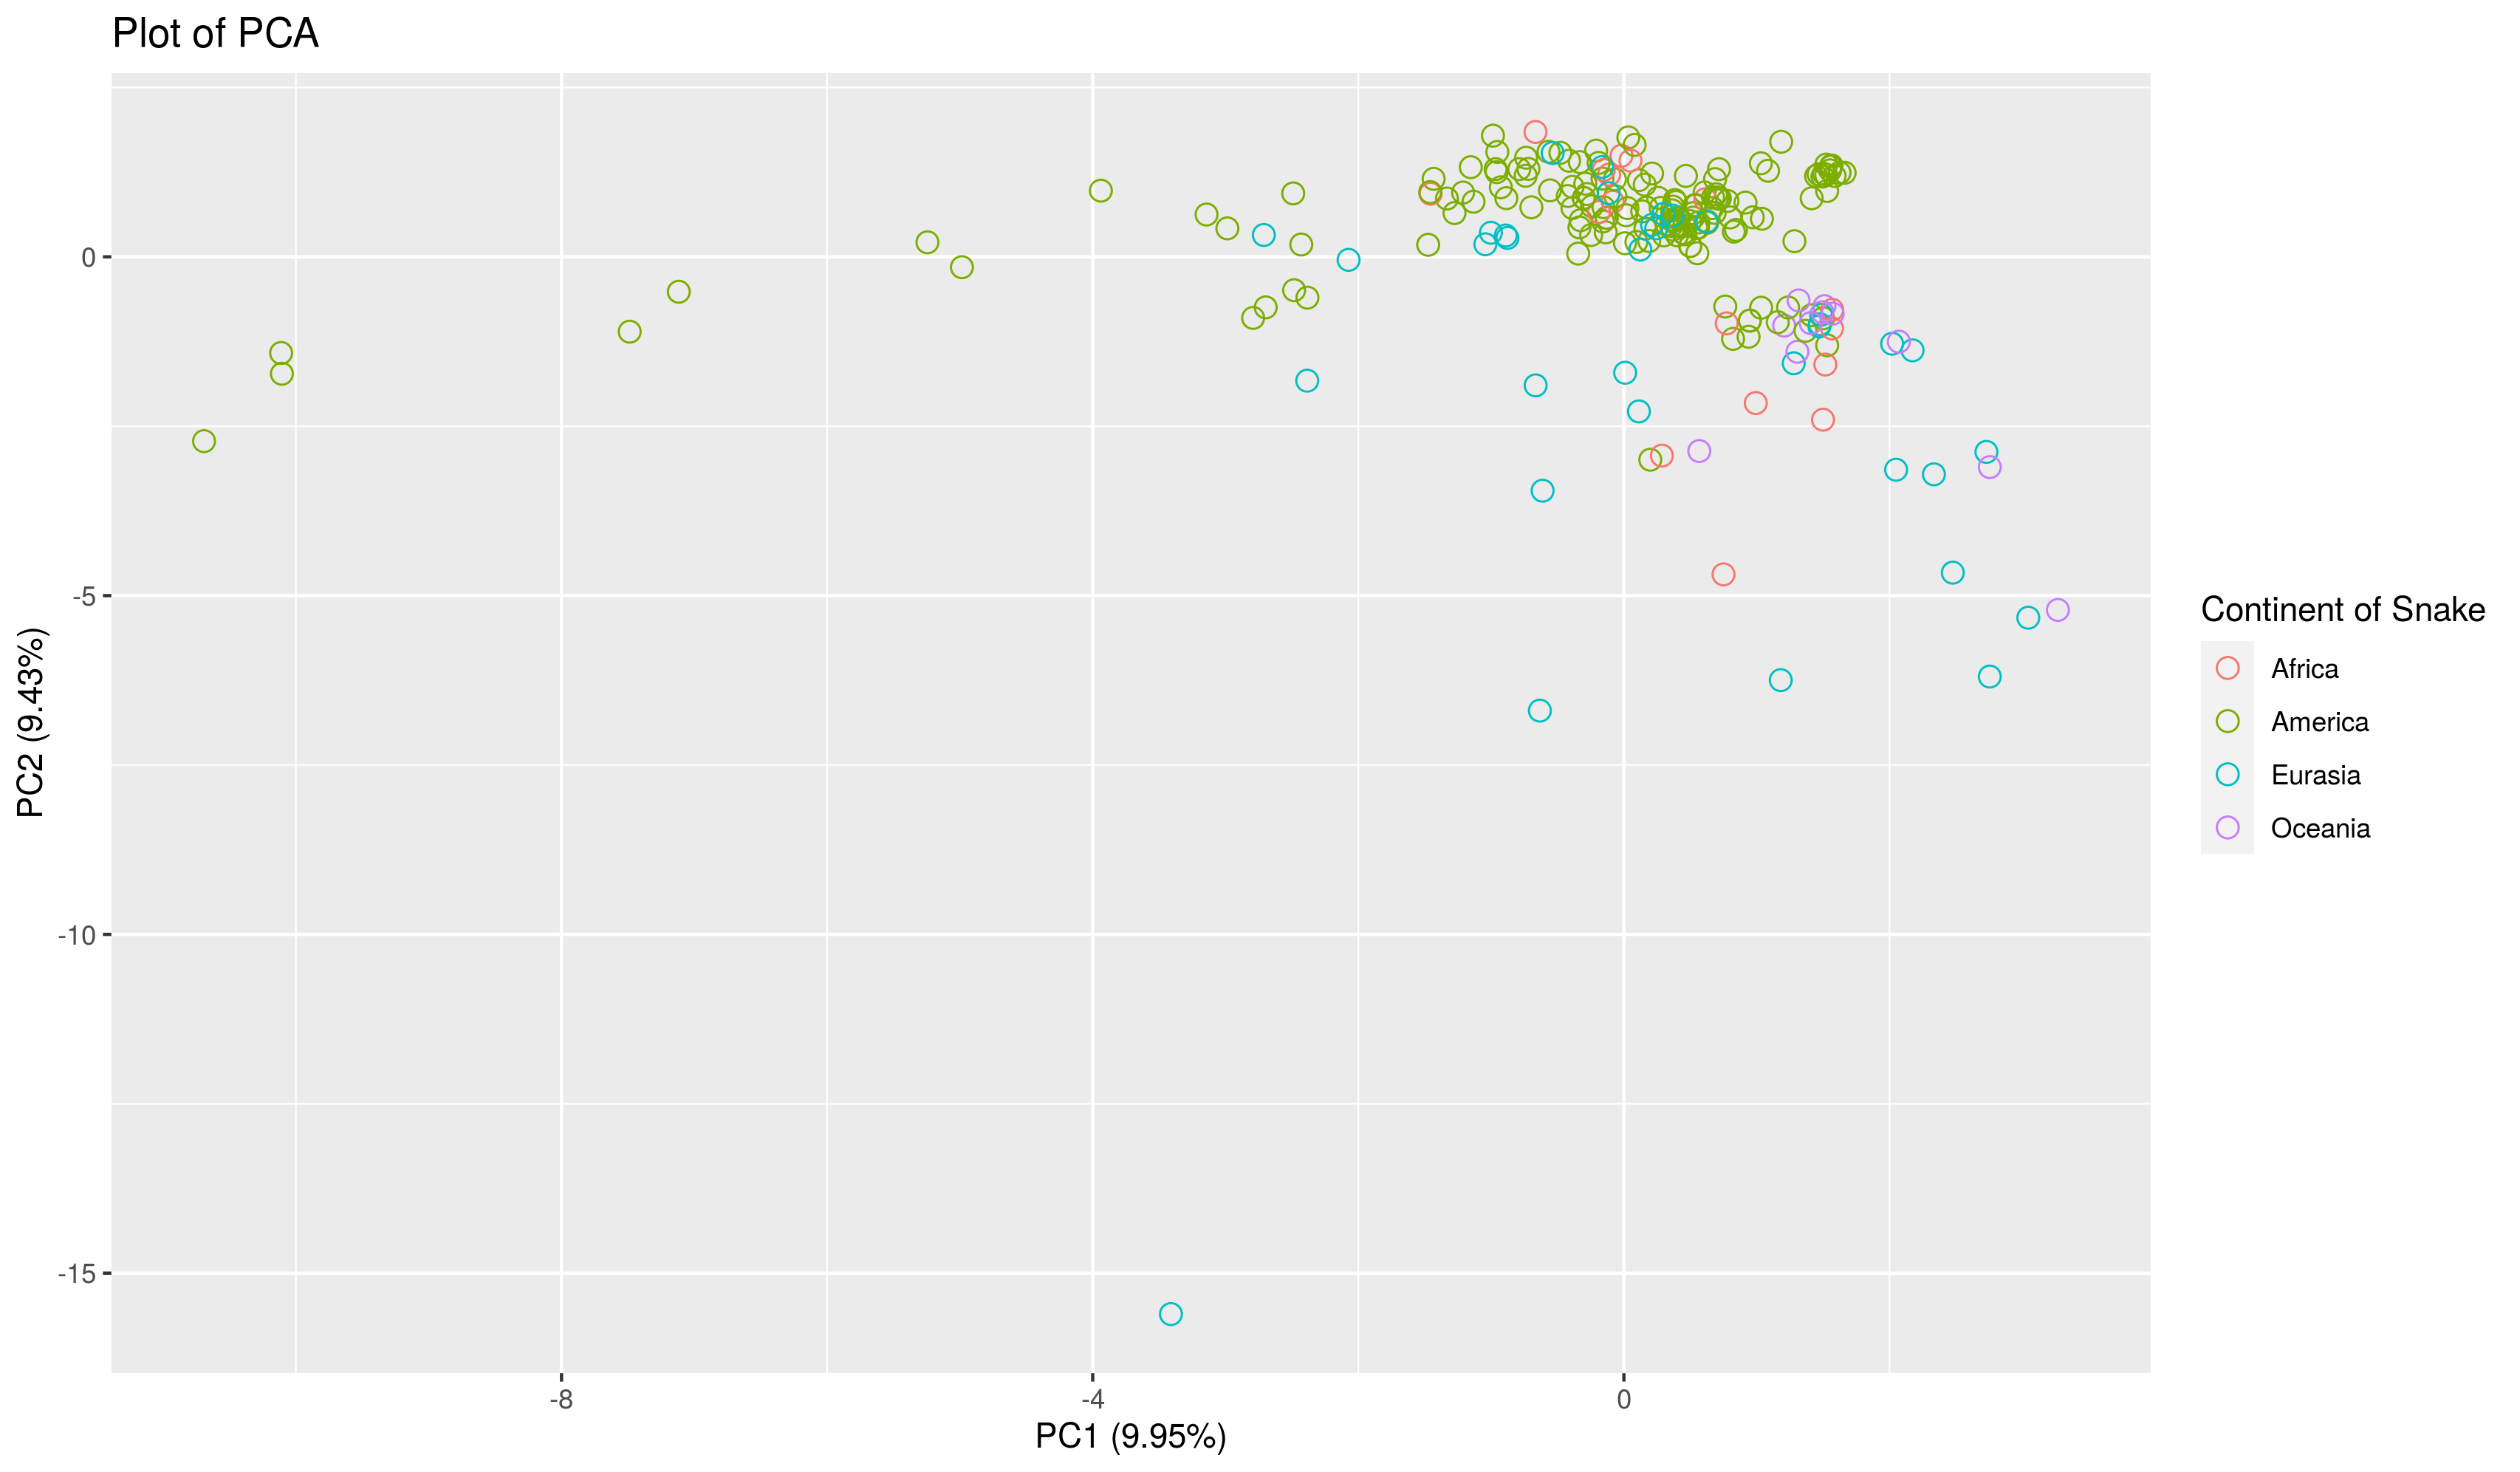 Plot of PCA
0
-5
-10
-15
PC2 (9.43%)
-8
-4
0
PC1 (9.95%)
Continent of Snake
Africa
America
Eurasia
Oceania